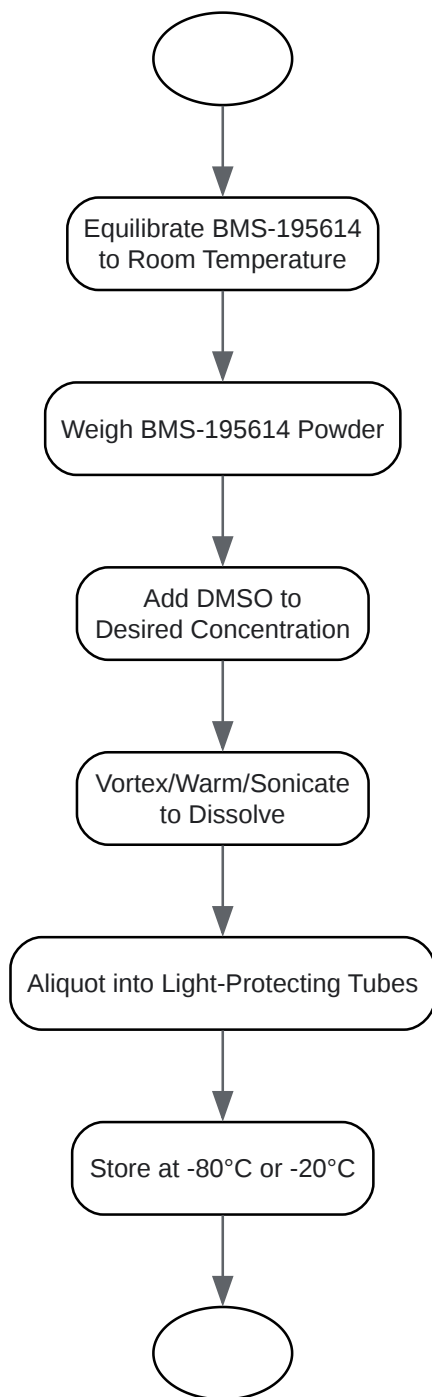 Equilibrate BMS-195614
to Room Temperature
Weigh BMS-195614 Powder
Add DMSO to
Desired Concentration
Vortex/Warm/Sonicate
to Dissolve
Aliquot into Light-Protecting Tubes
Store at -80°C or -20°C